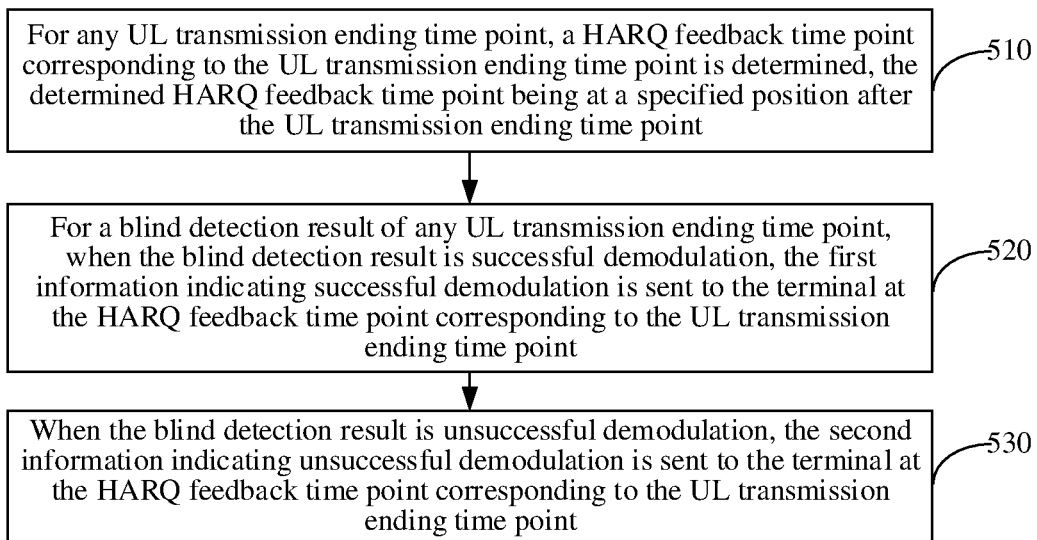 For any UL transmission ending time point, a HARQ feedback time point
corresponding to the UL transmission ending time point is determined, the
determined HARQ feedback time point being at a specified position after
the UL transmission ending time point
510
For a blind detection result of any UL transmission ending time point,
when the blind detection result is successful demodulation, the first
information indicating successful demodulation is sent to the terminal at
the HARQ feedback time point corresponding to the UL transmission
ending time point
520
When the blind detection result is unsuccessful demodulation, the second
information indicating unsuccessful demodulation is sent to the terminal at
the HARQ feedback time point corresponding to the UL transmission
ending time point
530